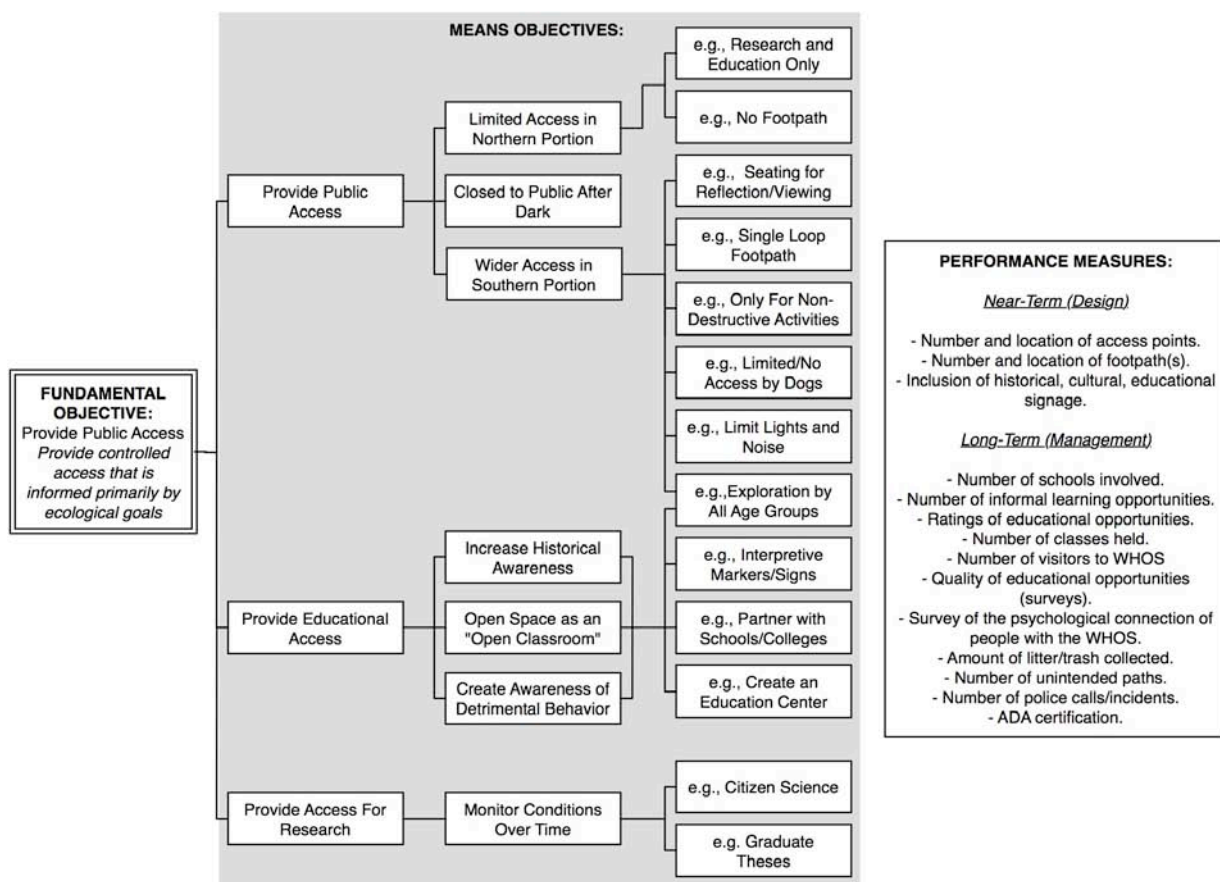 MEANS OBJECTIVES:
FUNDAMENTAL
OBJECTIVE:
Provide Public Access
Provide controlled
access that is
informed primarily by
ecological goals
Provide Public
Access
Limited Access in
Northern Portion
e.g., Research and
Education Only
e.g., No Footpath
Closed to Public After
Dark
Wider Access in
Southern Portion
e.g., Seating for
Reflection/Viewing
e.g., Single Loop
Footpath
e.g., Only For Non-
Destructive Activities
e.g., Limited/No
Access by Dogs
e.g., Limit Lights and
Noise
e.g.,Exploration by
All Age Groups
Provide Educational
Access
Increase Historical
Awareness
Open Space as an
"Open Classroom"
Create Awareness of
Detrimental Behavior
e.g., Interpretive
Markers/Signs
e.g., Partner with
Schools/Colleges
e.g., Create an
Education Center
Provide Access For
Research
Monitor Conditions
Over Time
e.g., Citizen Science
e.g. Graduate
Theses
PERFORMANCE MEASURES:
Near-Term (Design)
- Number and location of access points.
- Number and location of footpath(s).
- Inclusion of historical, cultural, educational
signage.
Long-Term (Management)
- Number of schools involved.
- Number of informal learning opportunities.
- Ratings of educational opportunities.
- Number of classes held.
- Number of visitors to WHOS
- Quality of educational opportunities
(surveys).
- Survey of the psychological connection of
people with the WHOS.
- Amount of litter/trash collected.
- Number of unintended paths.
- Number of police calls/incidents.
- ADA certification.